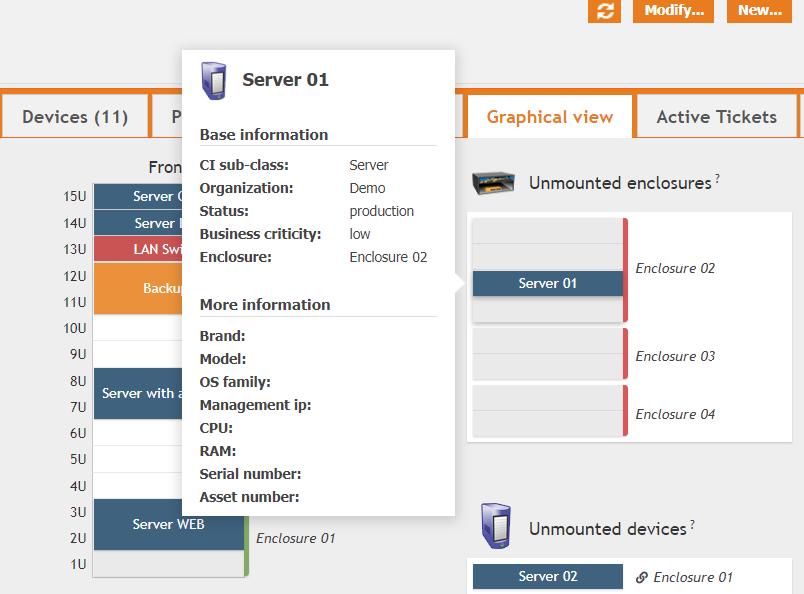 Modify...
New...
Devices (11)
P
Graphical view
Active Tickets
Server 01
Base information
CI sub-class: Server
Organization: Demo
Status: production
Business criticity: low
Enclosure: Enclosure 02
More information
Brand:
Model:
OS family:
Management ip:
CPU:
RAM:
Serial number:
Asset number:
Fron
15U Server
14U Server
13U LAN Swi
12U
Backup
11U
10U
9U
8U
Server with a
7U
6U
5U
4U
3U
Server WEB
2U Enclosure 01
1U
Unmounted enclosures ?
Enclosure 02
Server 01
Enclosure 03
Enclosure 04
Unmounted devices ?
Server 02 Enclosure 01